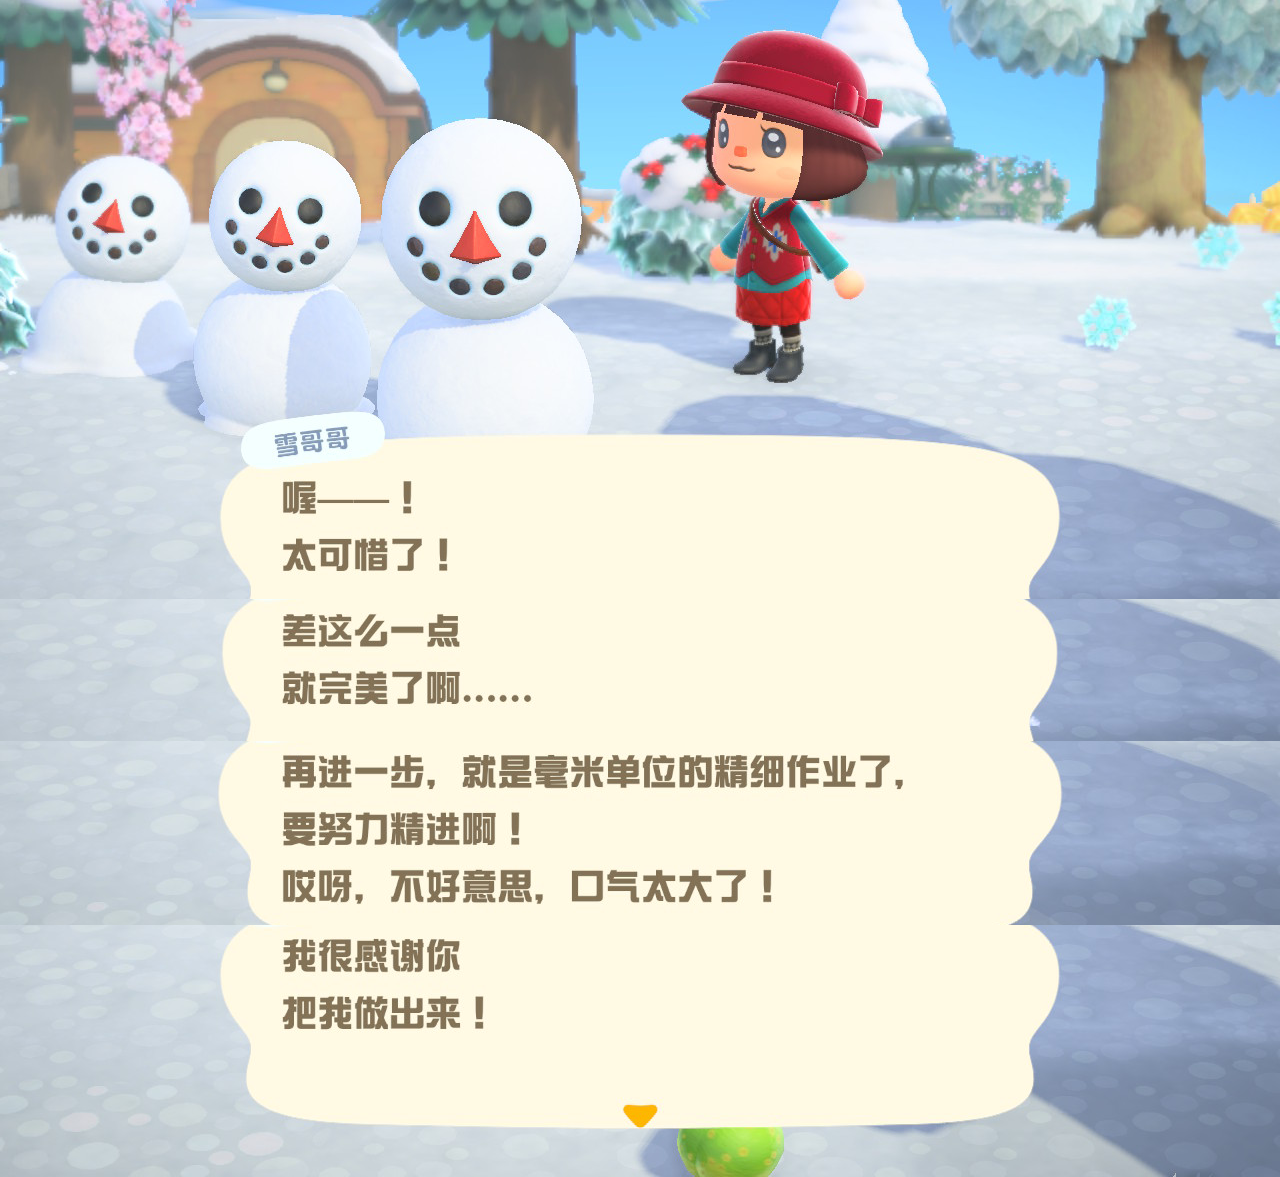 雪哥哥
喔——！
太可惜了！
差这么一点
就完美了啊……
再进一步，就是毫米单位的精细作业了，
要努力精进啊！
哎呀，不好意思，口气太大了！
我很感谢你
把我做出来！